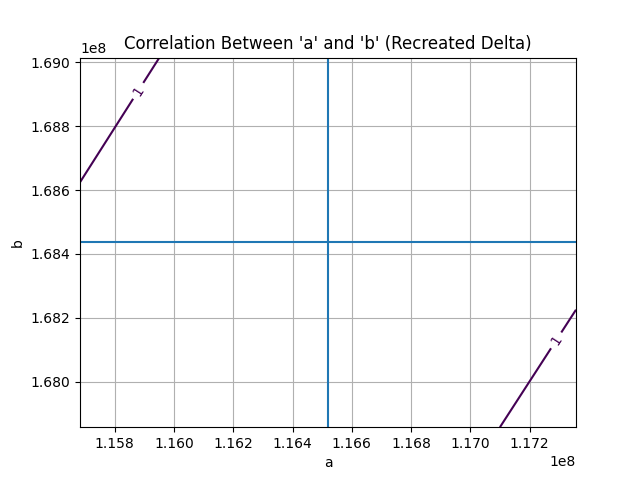 Correlation Between 'a' and 'b' (Recreated Delta)
1e8
1.690
1.688
1.686
1.684
1.682
1.680
b
1
1
1.158 1.160 1.162 1.164 1.166 1.168 1.170 1.172
a
1e8